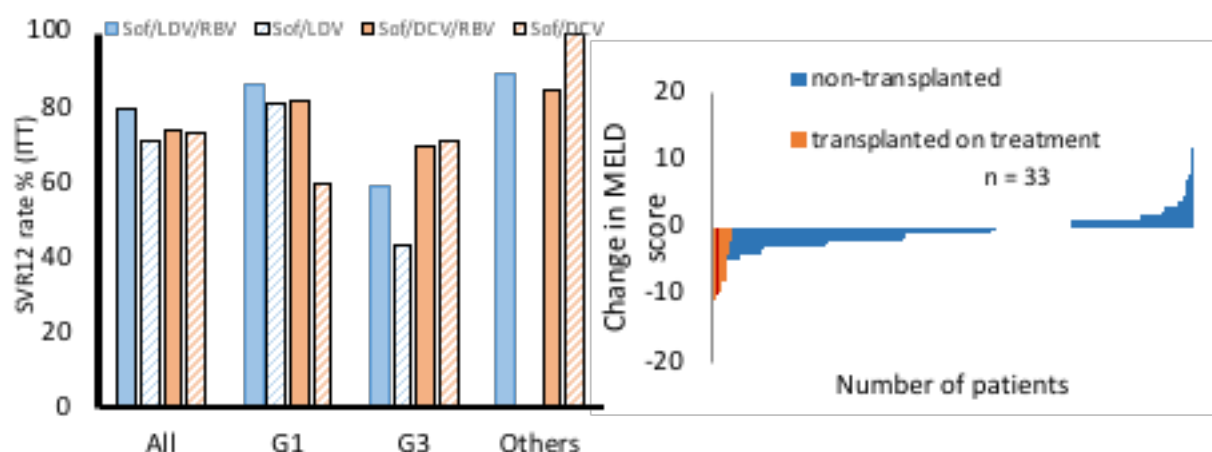 Sof/LDV/RBV Sof/LDV Sof/DCV/RBV Sof/DCV
SVR12 rate % (ITT)
100
80
60
40
20
0
All G1 G3 Others
non-transplanted
transplanted on treatment
n = 33
Change in MELD
score
20
10
0
-10
-20
Number of patients